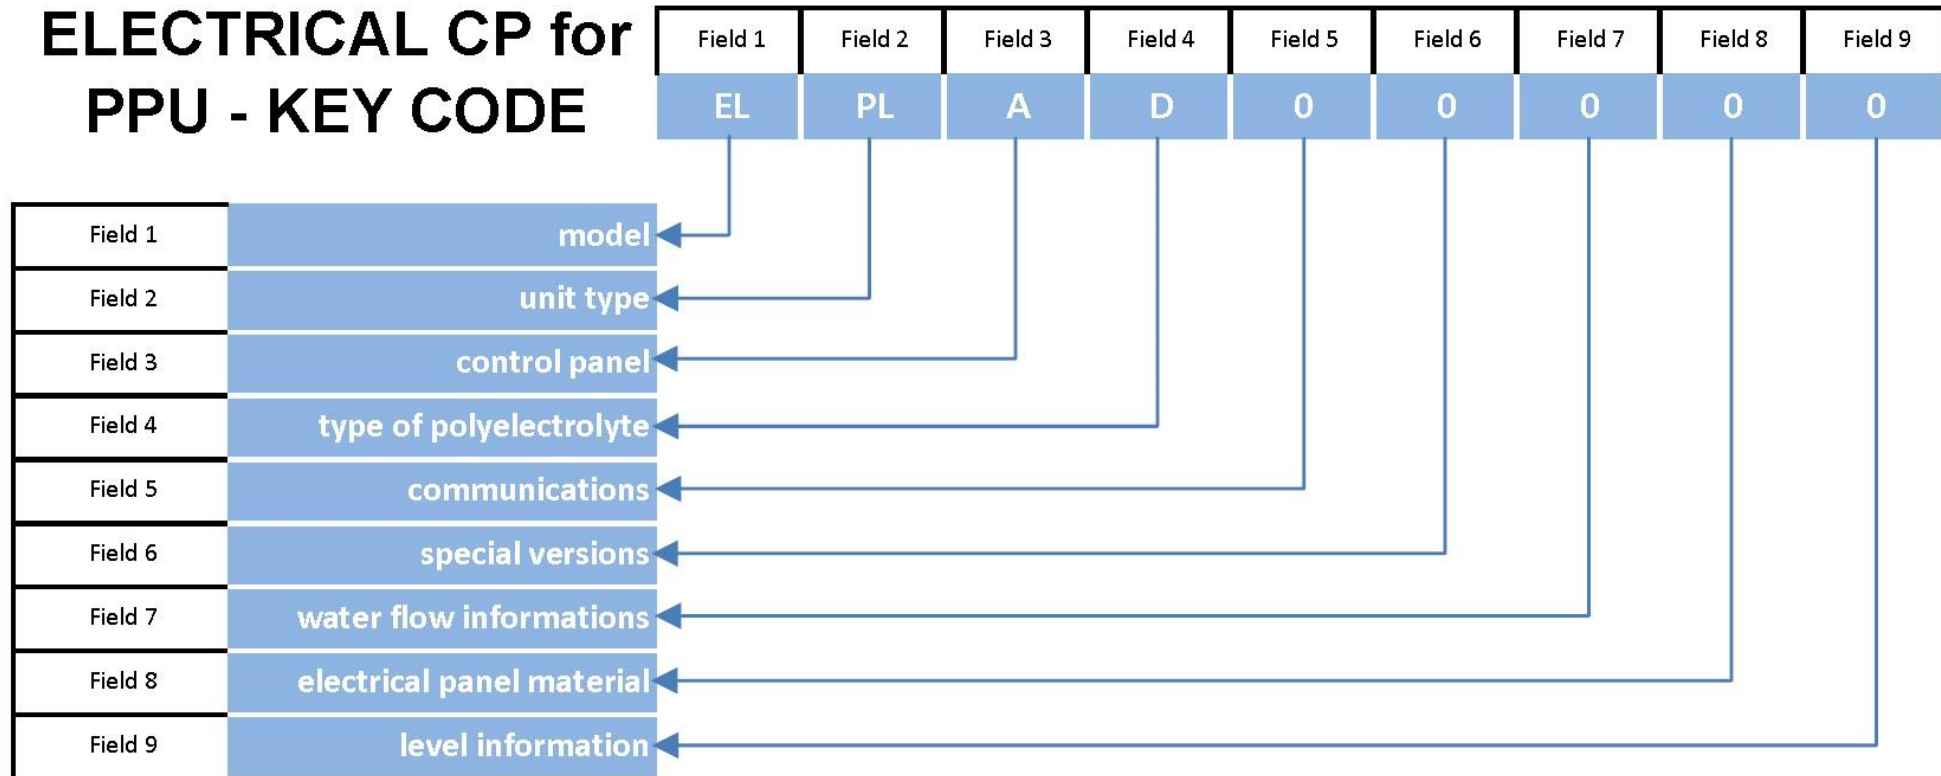 ELECTRICAL CP for
PPU - KEY CODE
Field 1 Field 2 Field 3 Field 4 Field 5 Field 6 Field 7 Field 8 Field 9
EL PL A D 0 0 0 0 0
Field 1 model
Field 2 unit type
Field 3 control panel
Field 4 type of polyelectrolyte
Field 5 communications
Field 6 special versions
Field 7 water flow informations
Field 8 electrical panel material
Field 9 level information